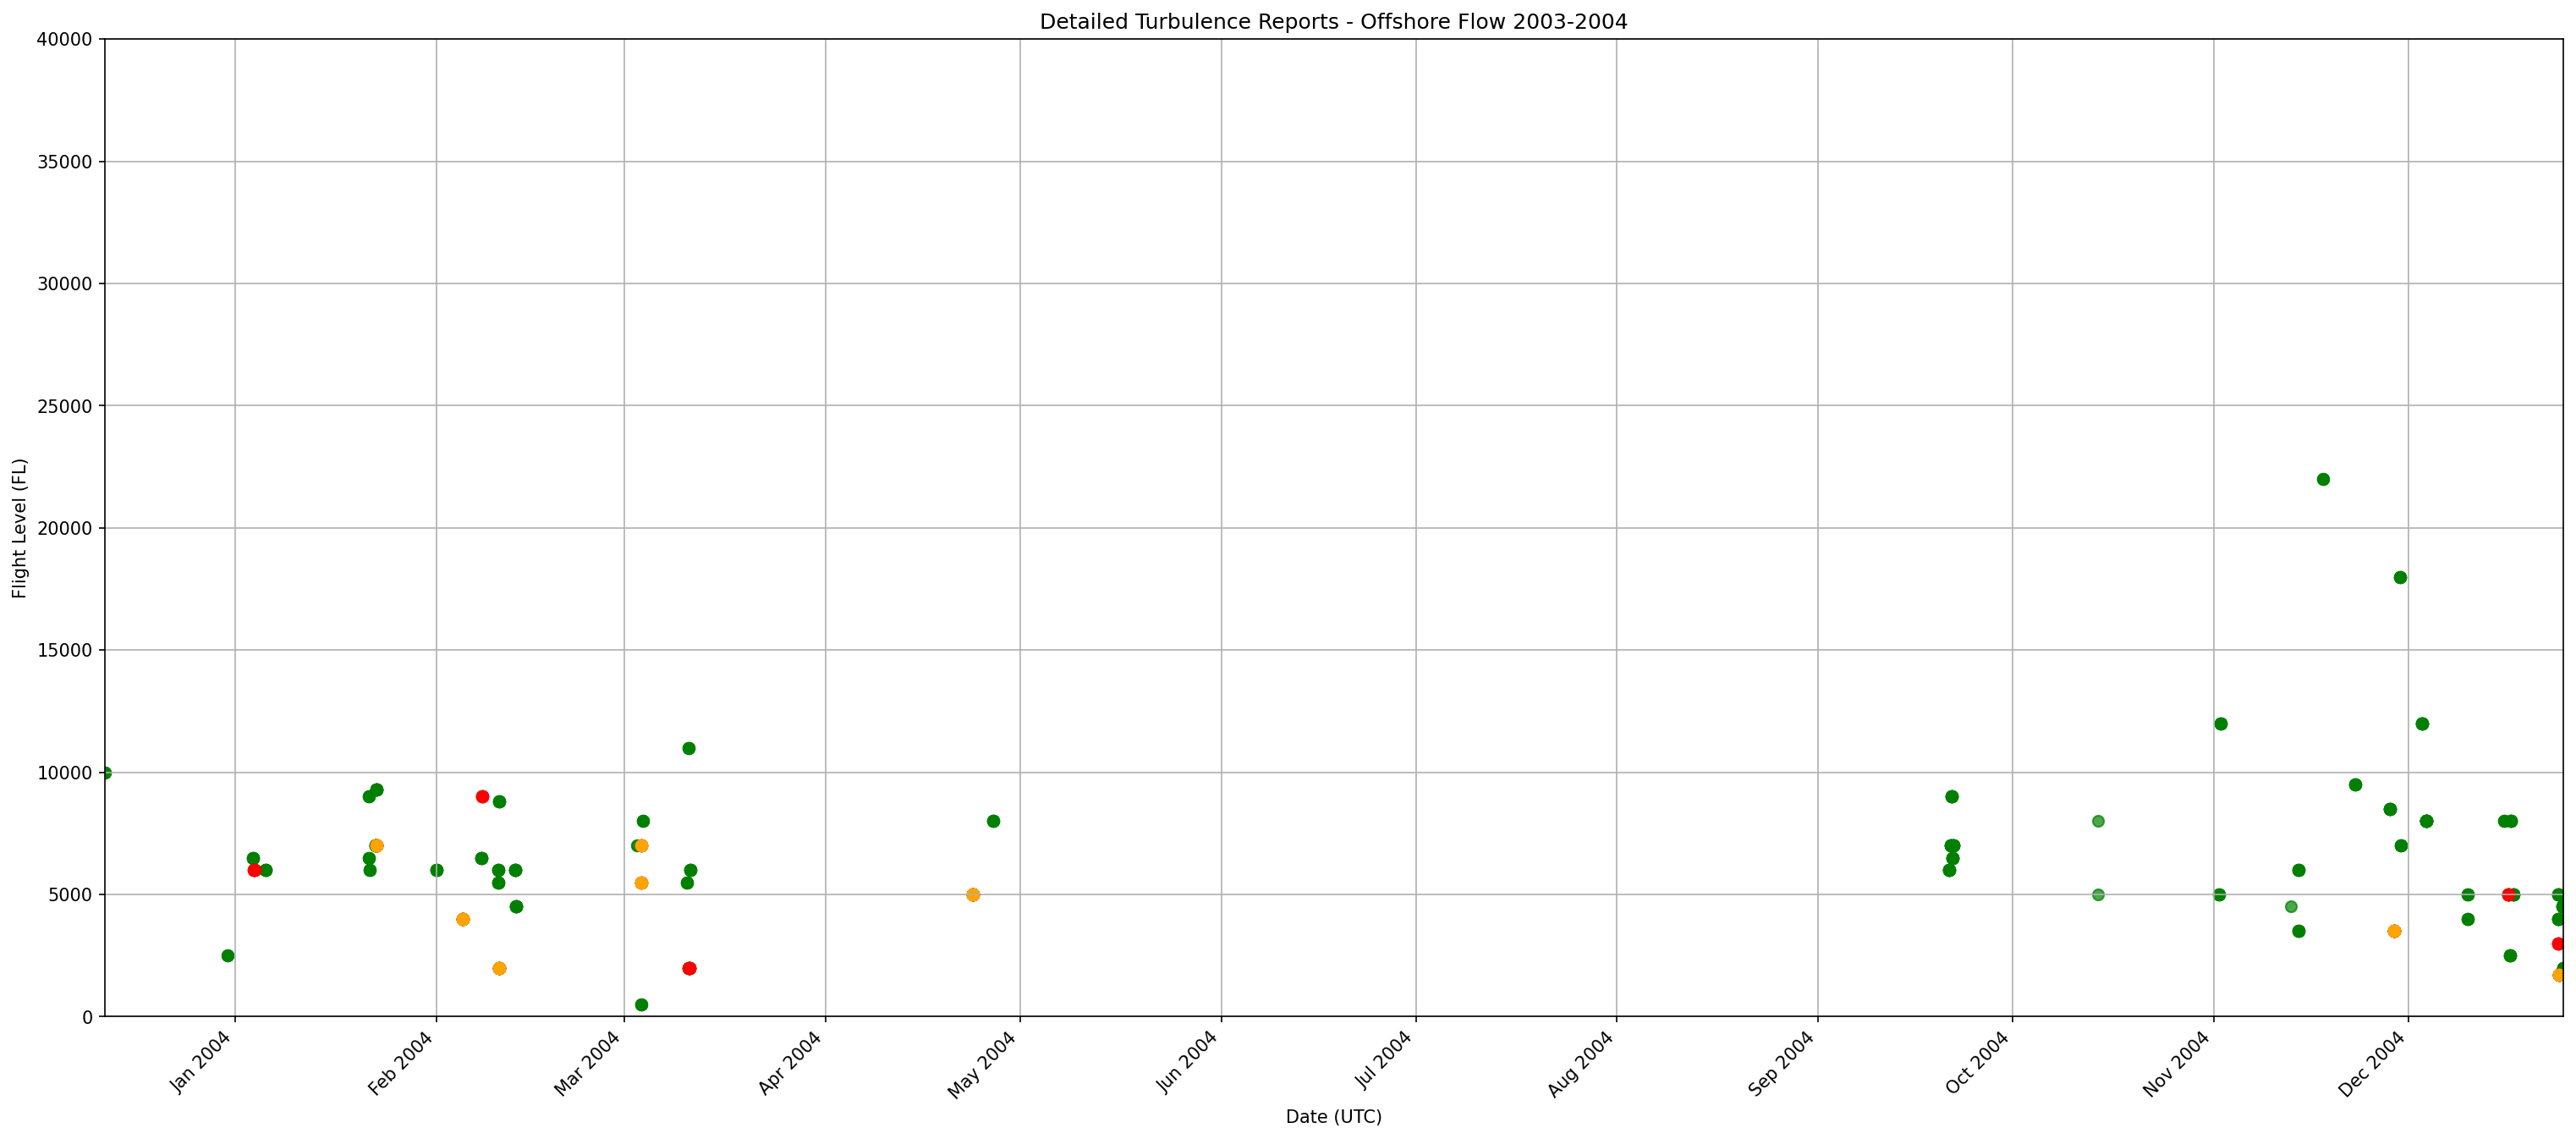 Detailed Turbulence Reports - Offshore Flow 2003-2004
40000
35000
30000
25000
20000
15000
10000
5000
0
Flight Level (FL)
Jan 2004
Feb 2004
Mar 2004
Apr 2004
May 2004
Jun 2004
Jul 2004
Aug 2004
Sep 2004
Oct 2004
Nov 2004
Dec 2004
Date (UTC)